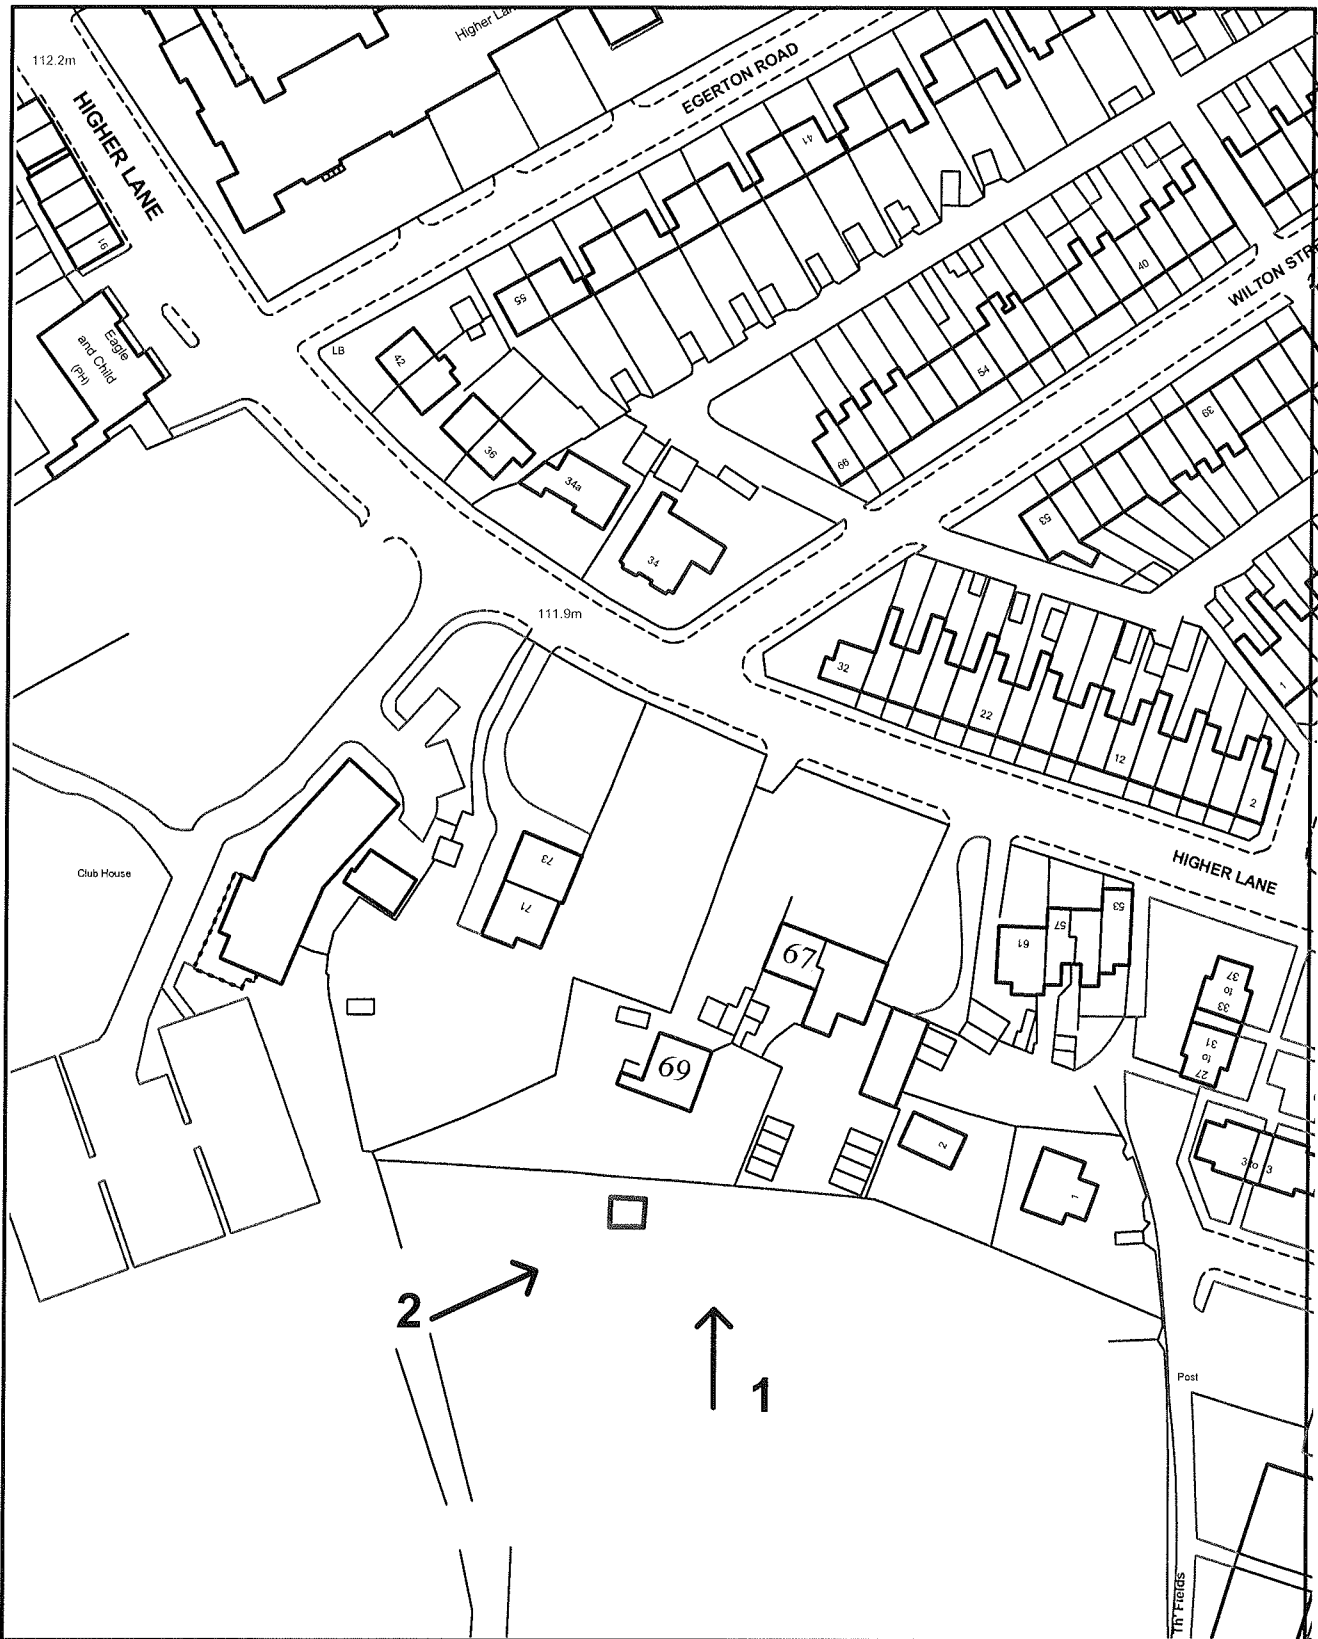 Higher Lan
112.2m
EGERTON ROAD
HIGHER LANE
41
91
55
40
WILTON STR
Eagle
and Child
(PH)
LB
42
54
39
36
66
34a
53
34
111.9m
32
1
22
12
2
73
Club House
HIGHER LANE
71
53
57
61
67
37
to
33
31
to
27
69
2
3 to 13
1
2
1
Post
Th' Fields